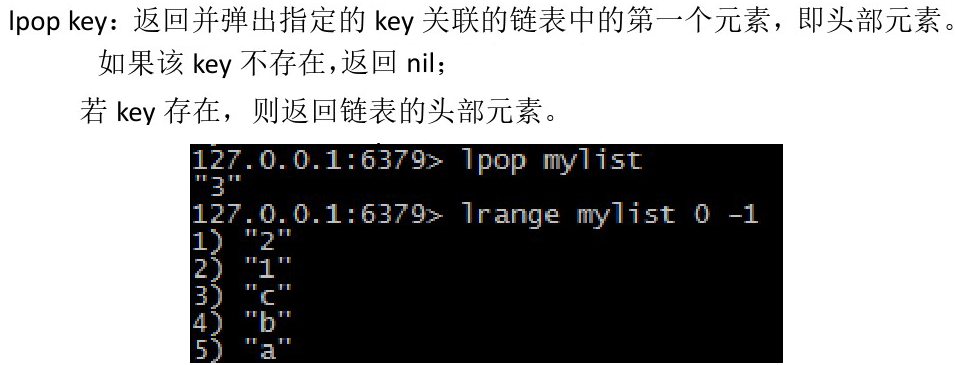 lpop key：返回并弹出指定的 key 关联的链表中的第一个元素，即头部元素。
如果该 key 不存在,返回 nil；
若 key 存在，则返回链表的头部元素。
127.0.0.1:6379> lpop mylist
"3"
127.0.0.1:6379> lrange mylist 0 -1
1) "2"
2) "1"
3) "c"
4) "b"
5) "a"